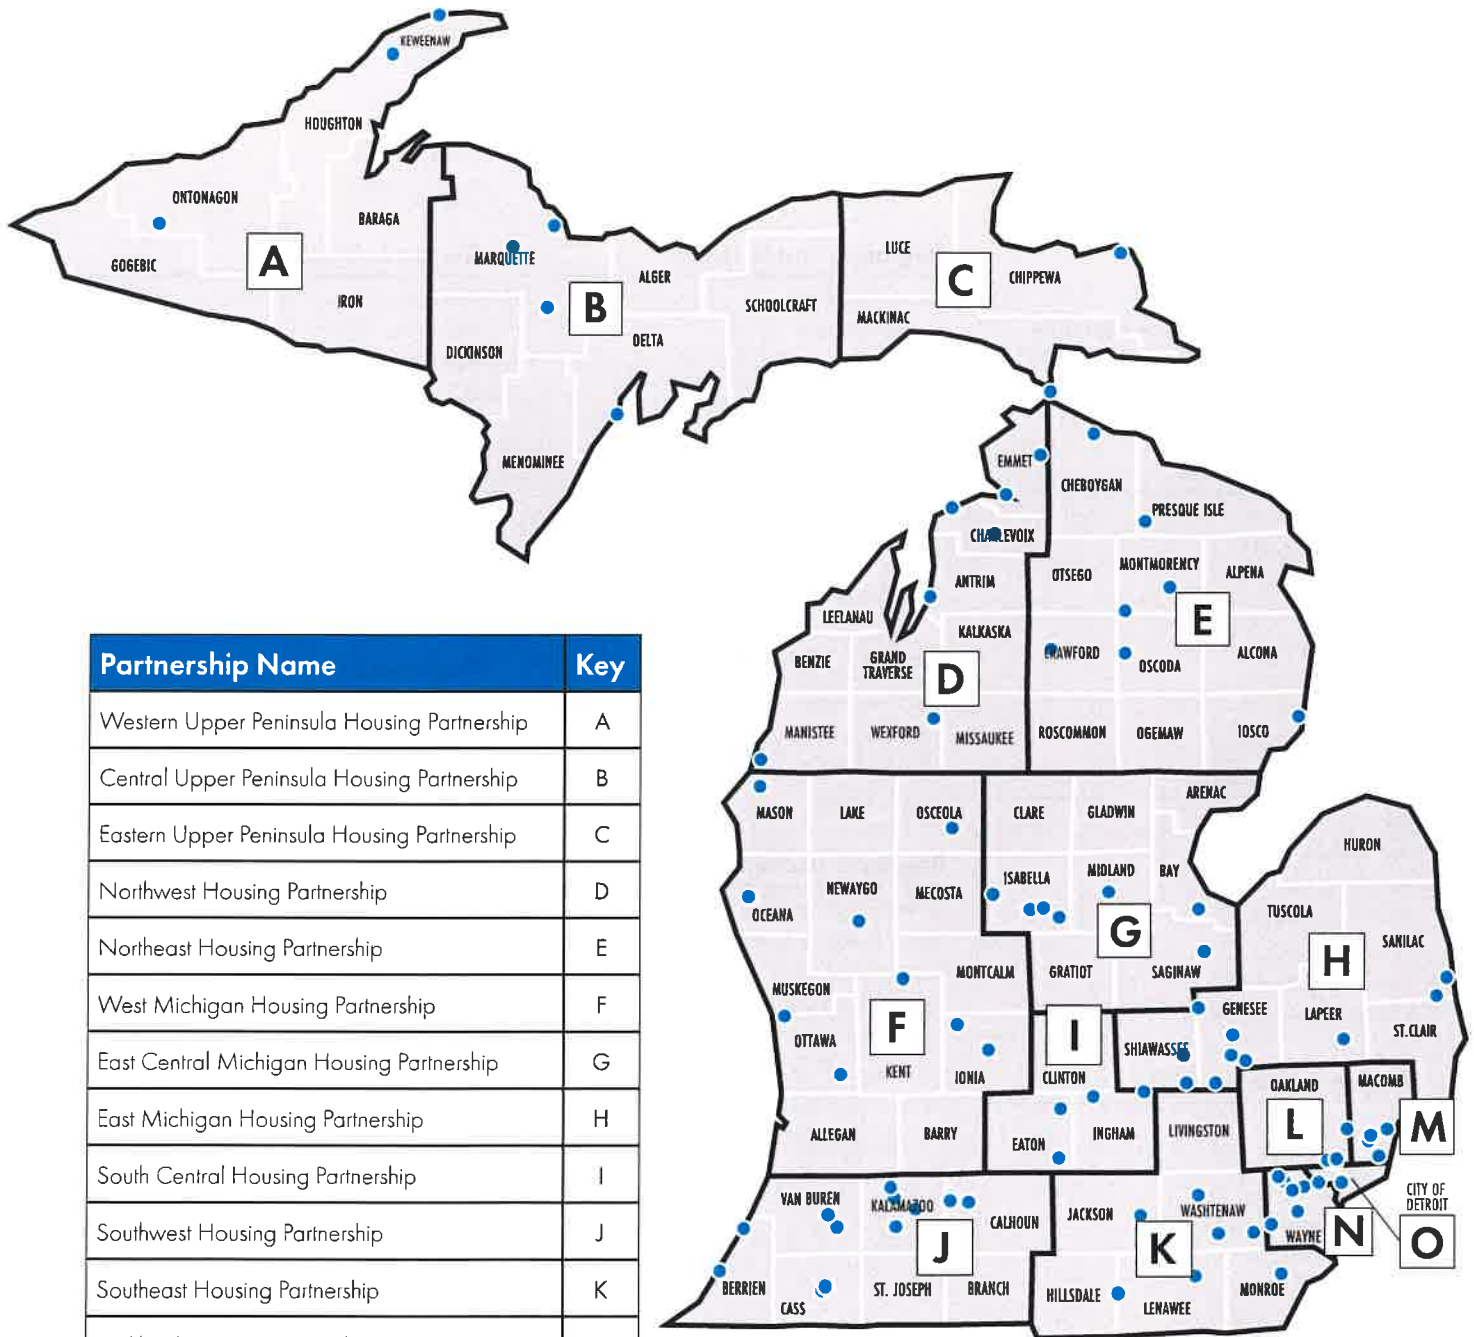 KEWEENAW
HOUGHTON
ONTONAGON
BARAGA
GOGEBIC
A
IRON
MARQUETTE
ALGER
B
SCHOOLCRAFT
DICKINSON
DELTA
MENOMINEE
LUCE
C
CHIPPEWA
MACKINAC
EMMET
CHEBOYGAN
PRESQUE ISLE
CHARLEVOIX
ANTRIM
OTSEGO
MONTMORENCY
ALPENA
LEELANAU
KALKASKA
E
BENZIE
GRAND
TRAVERSE
D
CRAWFORD
OSCODA
ALCONA
MANISTEE
WEXFORD
MISSAUKEE
ROSCOMMON
OGEMAW
IOSCO
Partnership Name Key
Western Upper Peninsula Housing Partnership A
Central Upper Peninsula Housing Partnership B
Eastern Upper Peninsula Housing Partnership C
Northwest Housing Partnership D
Northeast Housing Partnership E
West Michigan Housing Partnership F
East Central Michigan Housing Partnership G
East Michigan Housing Partnership H
South Central Housing Partnership I
Southwest Housing Partnership J
Southeast Housing Partnership K
MASON
LAKE
OSCEOLA
CLARE
GLADWIN
ARENAC
HURON
OCEANA
NEWAYGO
MECOSTA
ISABELLA
MIDLAND
BAY
TUSCOLA
SANILAC
G
H
MUSKEGON
MONTCALM
GRATIOT
SAGINAW
GENESEE
LAPEER
ST.CLAIR
OTTAWA
F
KENT
IONIA
I
CLINTON
SHIAWASSEE
OAKLAND
MACOMB
ALLEGAN
BARRY
EATON
INGHAM
LIVINGSTON
L
M
VAN BUREN
KALAMAZOO
CALHOUN
JACKSON
WASHTENAW
WAYNE
N
CITY OF
DETROIT
O
J
K
BERRIEN
CASS
ST. JOSEPH
BRANCH
HILLSDALE
LENAWEE
MONROE